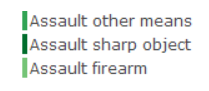 Assault other means
Assault sharp object
Assault firearm